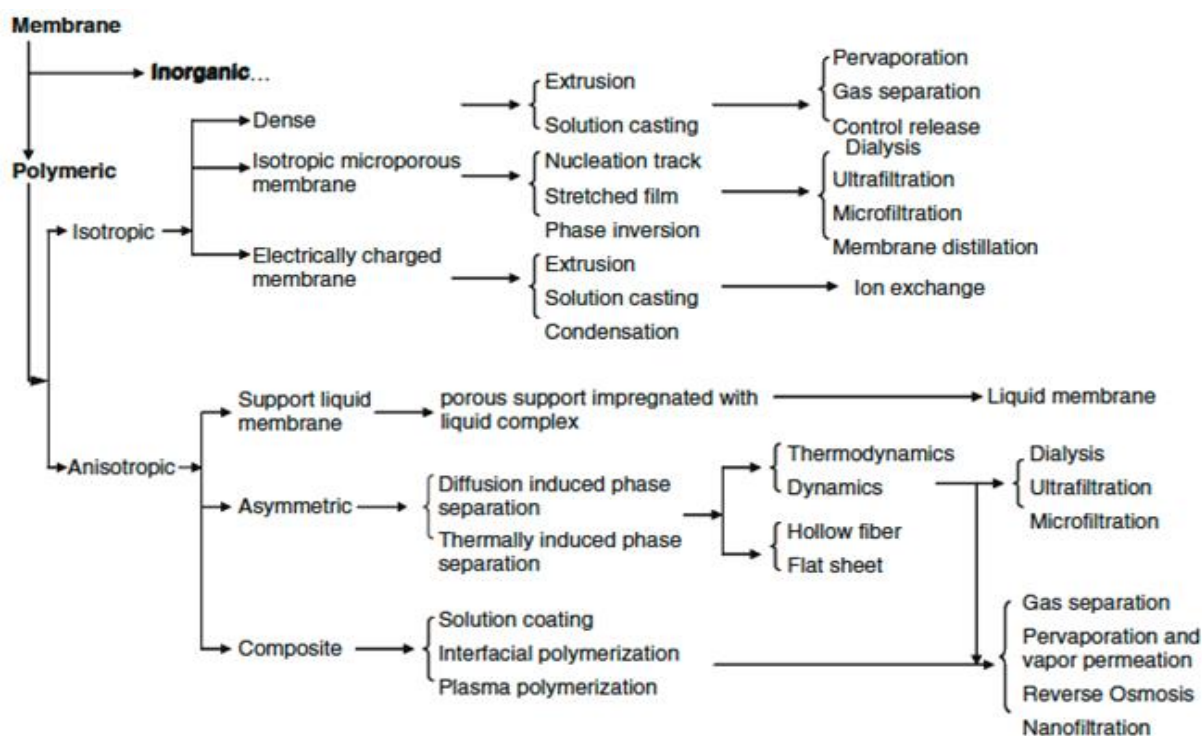 Membrane
Inorganic...
Polymeric
Isotropic
Dense
Extrusion
Solution casting
Pervaporation
Gas separation
Control release
Isotropic microporous
membrane
Nucleation track
Stretched film
Phase inversion
Dialysis
Ultrafiltration
Microfiltration
Membrane distillation
Electrically charged
membrane
Extrusion
Solution casting
Condensation
Ion exchange
Anisotropic
Support liquid
membrane
porous support impregnated with
liquid complex
Liquid membrane
Asymmetric
Diffusion induced phase
separation
Thermally induced phase
separation
Thermodynamics
Dynamics
Hollow fiber
Flat sheet
Dialysis
Ultrafiltration
Microfiltration
Composite
Solution coating
Interfacial polymerization
Plasma polymerization
Gas separation
Pervaporation and
vapor permeation
Reverse Osmosis
Nanofiltration